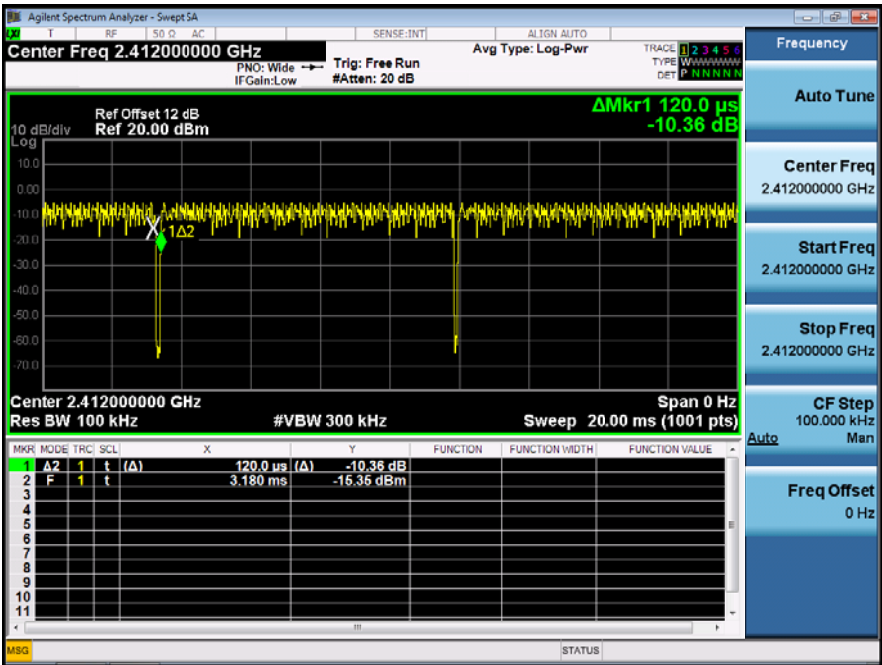 Agilent Spectrum Analyzer - Swept SA
LXI T RF 50 Ω AC SENSE:INT ALIGN AUTO
Center Freq 2.412000000 GHz
PNO: Wide
IFGain:Low
Trig: Free Run
#Atten: 20 dB
Avg Type: Log-Pwr
TRACE 1 2 3 4 5 6
TYPE W
DET P N N N N N
Frequency
ΔMkr1 120.0 µs
-10.36 dB
Ref Offset 12 dB
10 dB/div Ref 20.00 dBm
Log
10.0
0.00
-10.0
-20.0
-30.0
-40.0
-50.0
-60.0
-70.0
X
1Δ2
Center 2.412000000 GHz Span 0 Hz
Res BW 100 kHz #VBW 300 kHz Sweep 20.00 ms (1001 pts)
MKR MODE TRC SCL X Y FUNCTION FUNCTION WIDTH FUNCTION VALUE
1 Δ2 1 t (Δ) 120.0 µs (Δ) -10.36 dB
2 F 1 t 3.180 ms -15.35 dBm
3
4
5
6
7
8
9
10
11
MSG STATUS
Auto Tune
Center Freq
2.412000000 GHz
Start Freq
2.412000000 GHz
Stop Freq
2.412000000 GHz
CF Step
100.000 kHz
Auto Man
Freq Offset
0 Hz